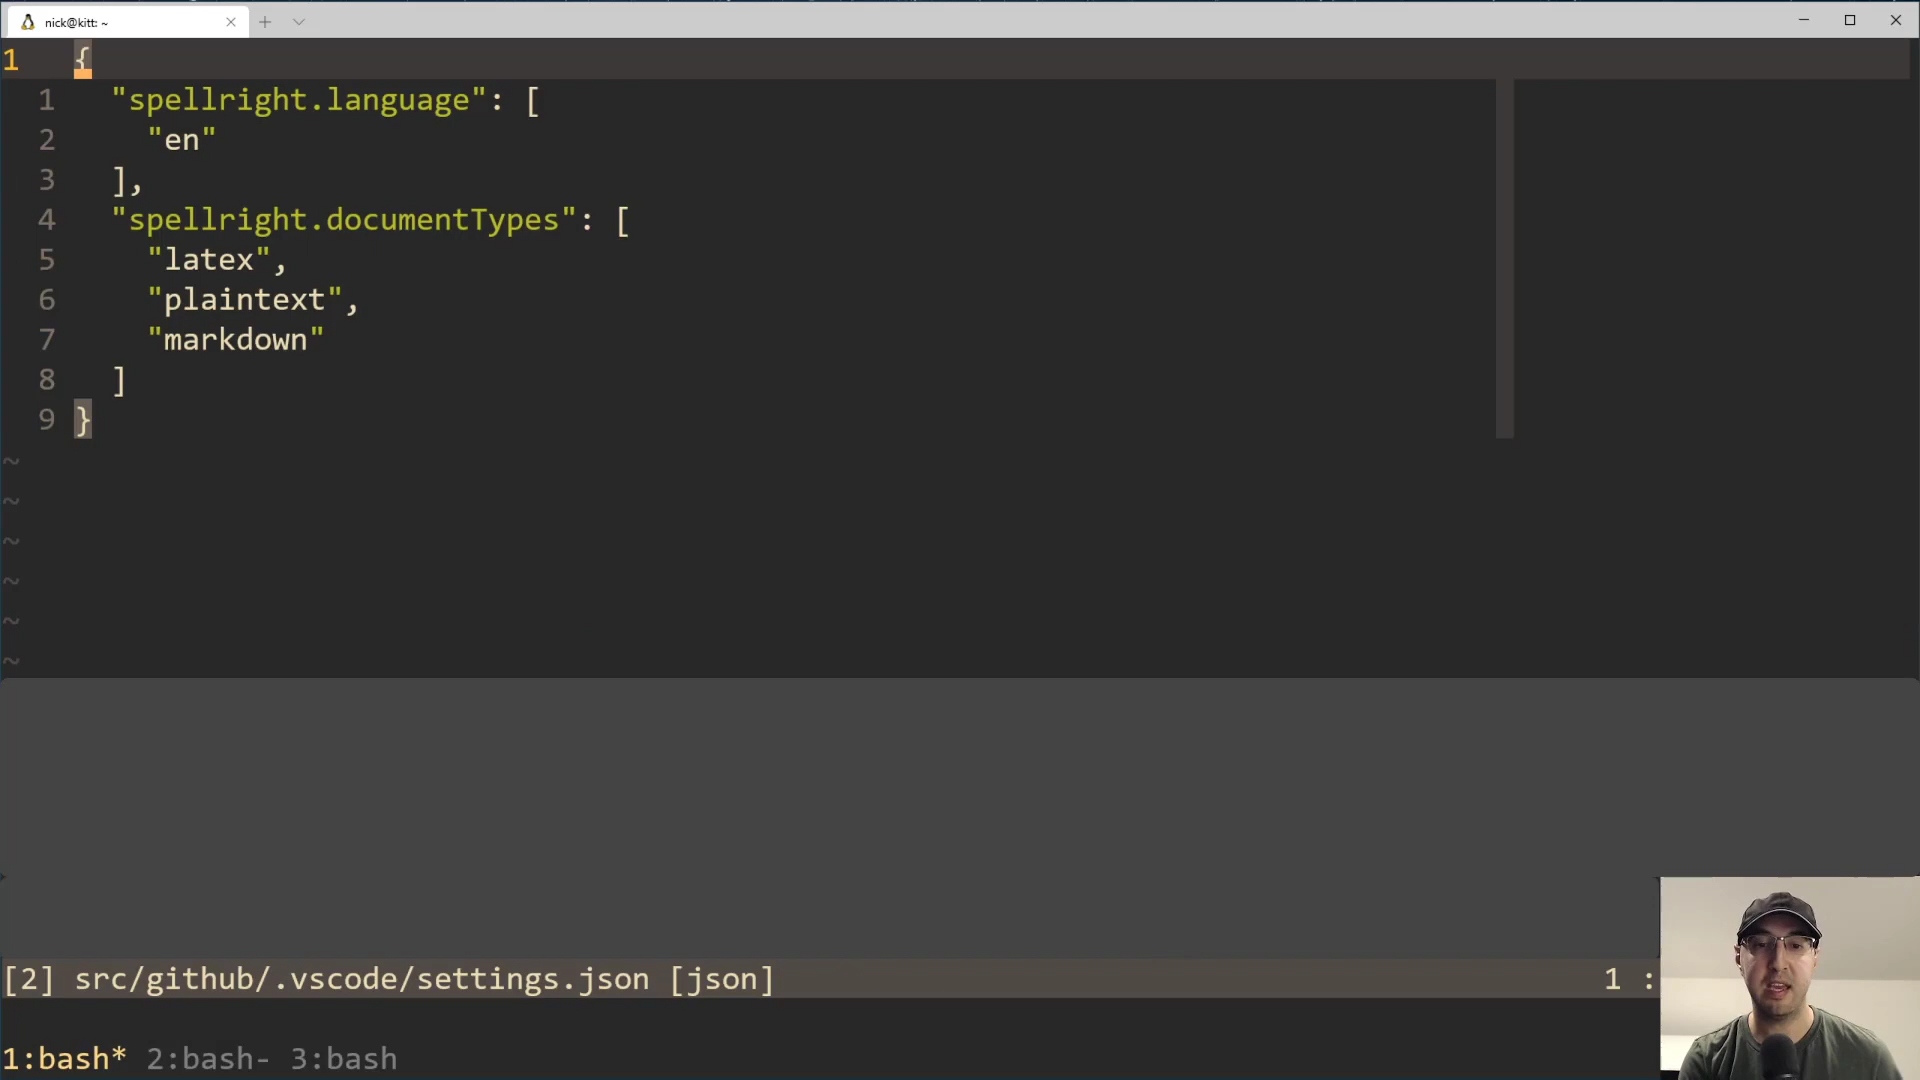 nick@kitt: ~
1 {
1 "spellright.language": [
2 "en"
3 ],
4 "spellright.documentTypes": [
5 "latex",
6 "plaintext",
7 "markdown"
8 ]
9 }
~
~
~
~
~
~
[2] src/github/.vscode/settings.json [json] 1 :
1:bash* 2:bash- 3:bash